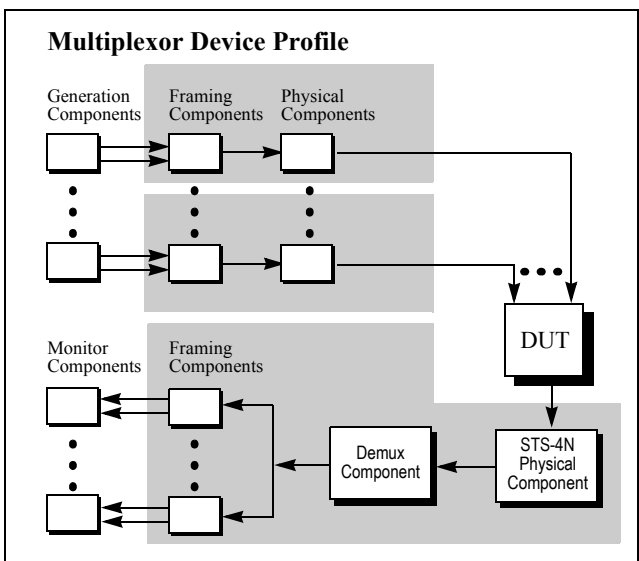 Multiplexor Device Profile
Generation
Components
Framing
Components
Physical
Components
DUT
Monitor
Components
Framing
Components
Demux
Component
STS-4N
Physical
Component